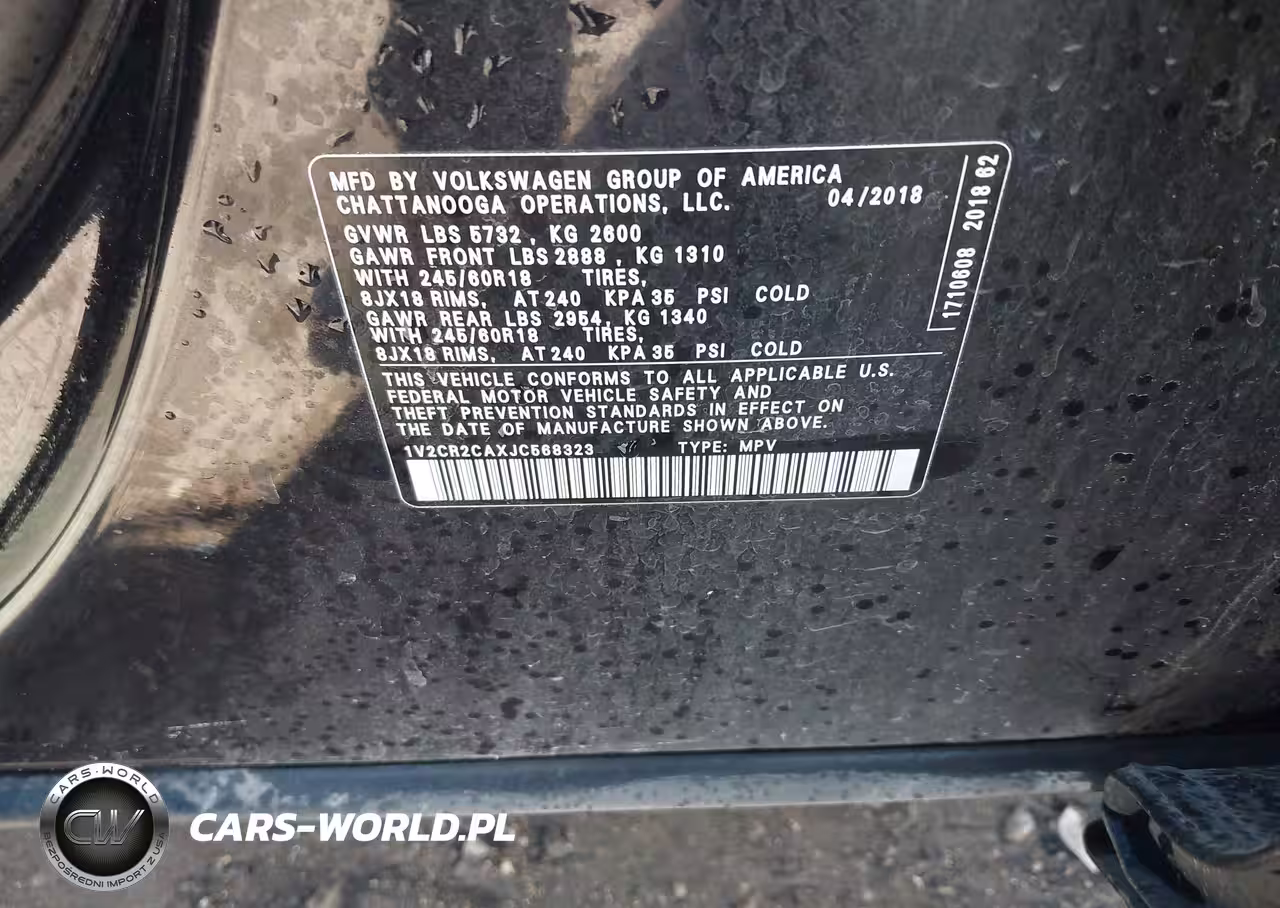 MFD BY VOLKSWAGEN GROUP OF AMERICA
CHATTANOOGA OPERATIONS, LLC. 04/2018
GVWR LBS 5732 , KG 2600
GAWR FRONT LBS 2888 , KG 1310
WITH 245/60R18 TIRES,
8JX18 RIMS, AT 240 KPA 35 PSI COLD
GAWR REAR LBS 2954, KG 1340
WITH 245/60R18 TIRES,
8JX18 RIMS, AT 240 KPA 35 PSI COLD
THIS VEHICLE CONFORMS TO ALL APPLICABLE U.S.
FEDERAL MOTOR VEHICLE SAFETY AND
THEFT PREVENTION STANDARDS IN EFFECT ON
THE DATE OF MANUFACTURE SHOWN ABOVE.
1V2CR2CAXJC568323 TYPE: MPV
1710608 2018 62
CARS-WORLD
CW
BEZPOŚREDNI IMPORT Z USA
CARS-WORLD.PL